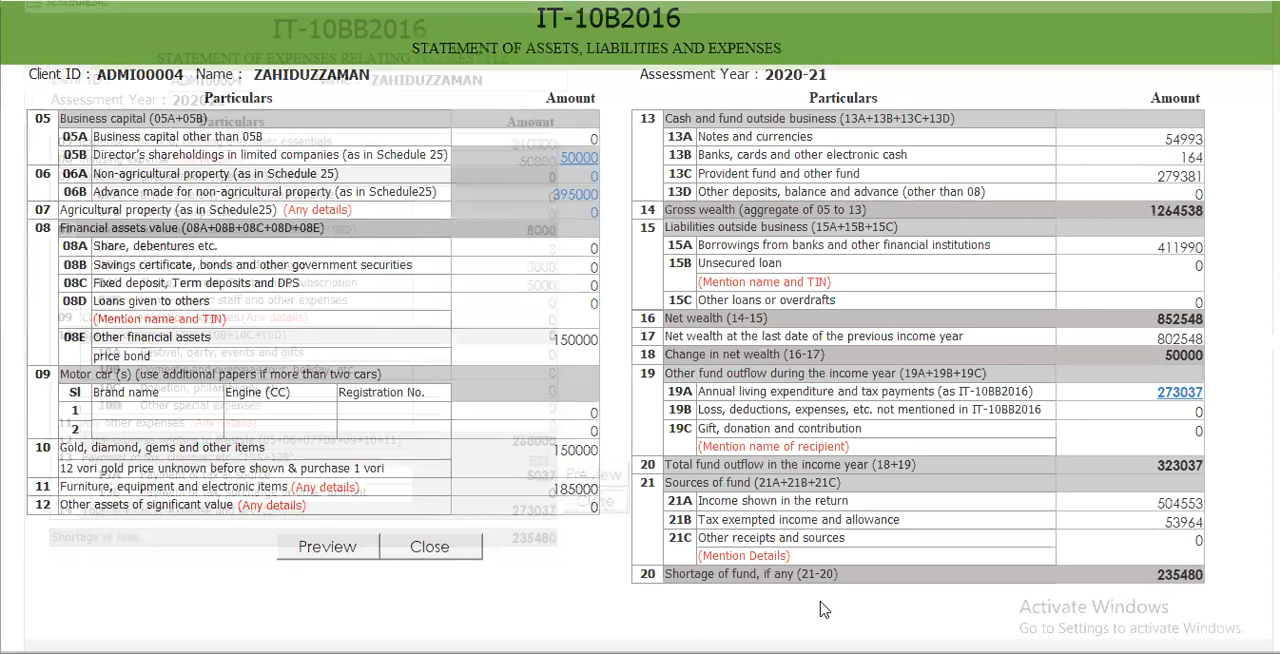 IT-10BB2016
IT-10B2016
STATEMENT OF ASSETS, LIABILITIES AND EXPENSES
Client ID : ADMI00004 Name : ZAHIDUZZAMAN
Assessment Year : 2020-21
Particulars Amount
05 Business capital (05A+05B)
05A Business capital other than 05B 0
05B Director's shareholdings in limited companies (as in Schedule 25) 50000
06 06A Non-agricultural property (as in Schedule 25) 0
06B Advance made for non-agricultural property (as in Schedule25) 395000
07 Agricultural property (as in Schedule25) (Any details) 0
08 Financial assets value (08A+08B+08C+08D+08E)
08A Share, debentures etc. 0
08B Savings certificate, bonds and other government securities 0
08C Fixed deposit, Term deposits and DPS 0
08D Loans given to others 0
(Mention name and TIN)
08E Other financial assets 150000
price bond
09 Motor car (s) (use additional papers if more than two cars)
Sl Brand name Engine (CC) Registration No.
1 0
2 0
10 Gold, diamond, gems and other items 150000
12 vori gold price unknown before shown & purchase 1 vori
11 Furniture, equipment and electronic items (Any details) 185000
12 Other assets of significant value (Any details) 0
Preview Close
Particulars Amount
13 Cash and fund outside business (13A+13B+13C+13D)
13A Notes and currencies 54993
13B Banks, cards and other electronic cash 164
13C Provident fund and other fund 279381
13D Other deposits, balance and advance (other than 08) 0
14 Gross wealth (aggregate of 05 to 13) 1264538
15 Liabilities outside business (15A+15B+15C)
15A Borrowings from banks and other financial institutions 411990
15B Unsecured loan 0
(Mention name and TIN)
15C Other loans or overdrafts 0
16 Net wealth (14-15) 852548
17 Net wealth at the last date of the previous income year 802548
18 Change in net wealth (16-17) 50000
19 Other fund outflow during the income year (19A+19B+19C)
19A Annual living expenditure and tax payments (as IT-10BB2016) 273037
19B Loss, deductions, expenses, etc. not mentioned in IT-10BB2016 0
19C Gift, donation and contribution 0
(Mention name of recipient)
20 Total fund outflow in the income year (18+19) 323037
21 Sources of fund (21A+21B+21C)
21A Income shown in the return 504553
21B Tax exempted income and allowance 53964
21C Other receipts and sources 0
(Mention Details)
20 Shortage of fund, if any (21-20) 235480
Activate Windows
Go to Settings to activate Windows.